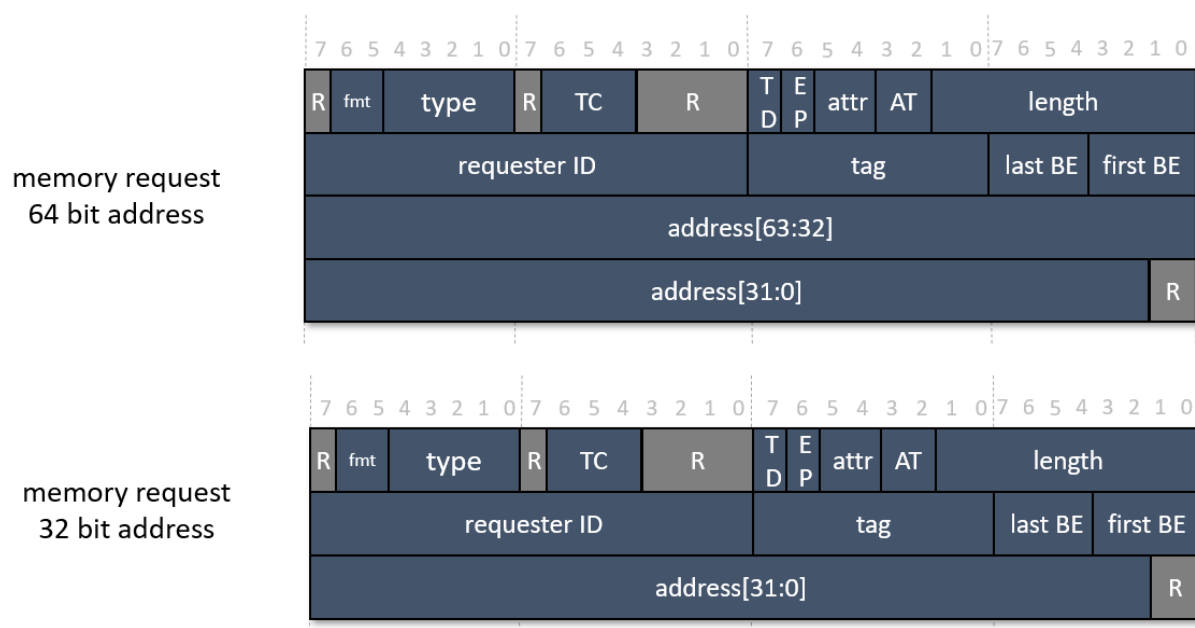 7 6 5 4 3 2 1 0 7 6 5 4 3 2 1 0 7 6 5 4 3 2 1 0 7 6 5 4 3 2 1 0
R fmt type R TC R TD EP attr AT length
requester ID tag last BE first BE
memory request
64 bit address
address[63:32]
address[31:0] R
7 6 5 4 3 2 1 0 7 6 5 4 3 2 1 0 7 6 5 4 3 2 1 0 7 6 5 4 3 2 1 0
R fmt type R TC R TD EP attr AT length
memory request
32 bit address
requester ID tag last BE first BE
address[31:0] R